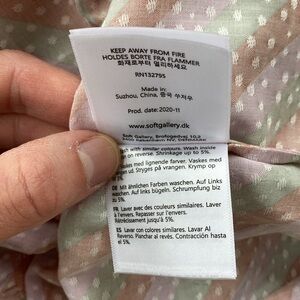 KEEP AWAY FROM FIRE
HOLDES BORTE FRA FLAMMER
화재로부터 멀리하세요
RN132795
Made in:
Suzhou, China, 중국 수저우
Prod. date: 2020-11
www.softgallery.dk
Soft Gallery,
DENMARK
with similar colours. Wash inside
on reverse. Shrinkage up to 5%.
vaskes med lignende farver. Vaskes med
ud. Stryges på vrangen. Krymp op
5%.
DE Mit ähnlichen Farben waschen. Auf Links
waschen. Auf Links bügeln. Schrumpfung biz
zu 5%.
FR Laver avec des couleurs similaires. Laver à
l'envers. Repasser sur l'envers.
Rétrécissement jusqu'à 5%.
ES Lavar con colores similares. Lavar Al
Reverso. Planchar al revés. Contracción hasta
el 5%.